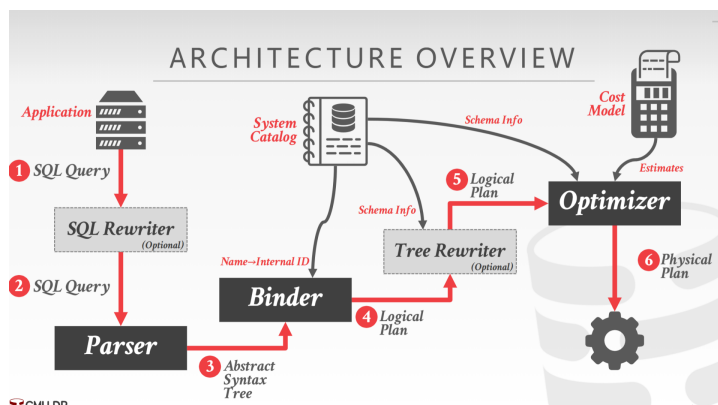 ARCHITECTURE OVERVIEW
Application
1 SQL Query
SQL Rewriter
(Optional)
2 SQL Query
Parser
3 Abstract
Syntax
Tree
System
Catalog
Name→Internal ID
Binder
4 Logical
Plan
Schema Info
Tree Rewriter
(Optional)
5 Logical
Plan
Schema Info
Cost
Model
Estimates
Optimizer
6 Physical
Plan